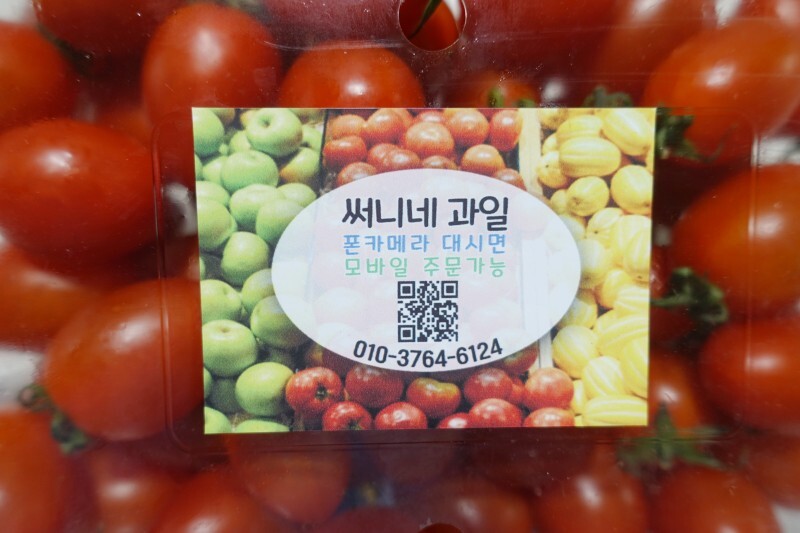 써니네 과일
폰카메라 대시면
모바일 주문가능
010-3764-6124